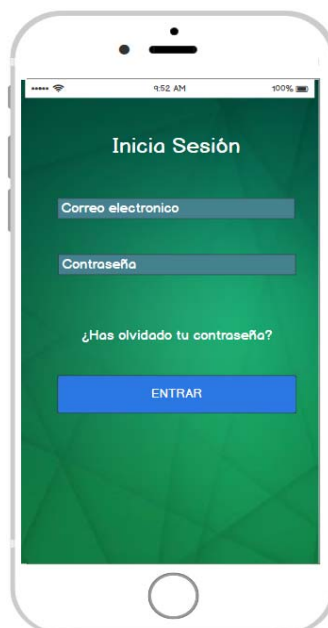 9:52 AM 100%
Inicia Sesión
Correo electronico
Contraseña
¿Has olvidado tu contraseña?
ENTRAR